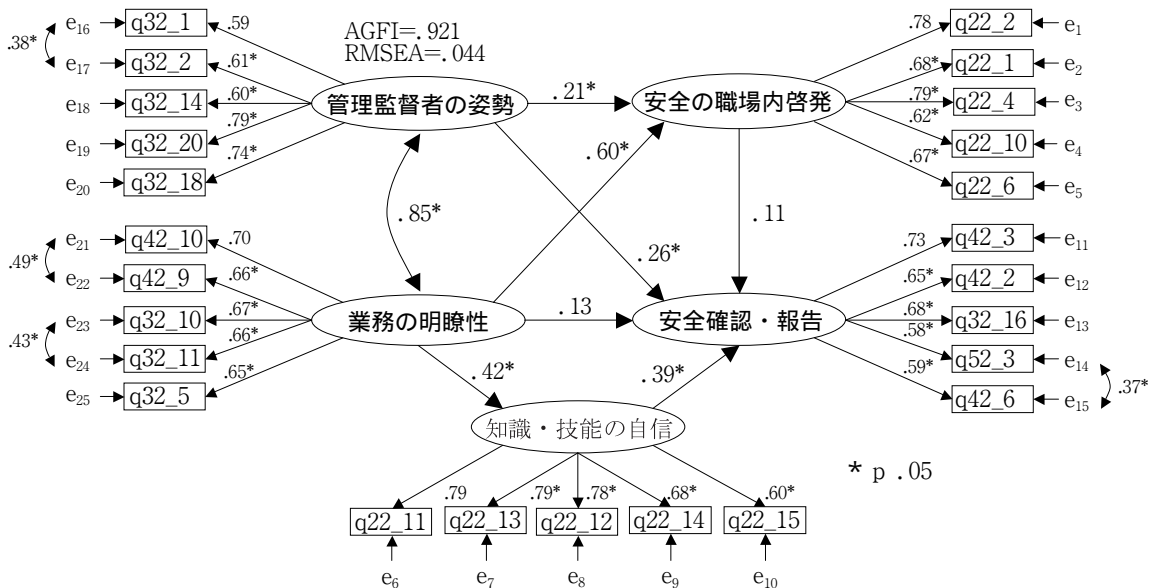 AGFI=.921
RMSEA=.044
e16 q32_1 .59
.38*
e17 q32_2 .61*
e18 q32_14 .60*
e19 q32_20 .79*
e20 q32_18 .74*
管理監督者の姿勢
.21*
安全の職場内啓発
.78 q22_2 e1
.68* q22_1 e2
.79* q22_4 e3
.62* q22_10 e4
.67* q22_6 e5
.60*
.85*
.11
.26*
e21 q42_10 .70
.49*
e22 q42_9 .66*
e23 q32_10 .67*
.43*
e24 q32_11 .66*
e25 q32_5 .65*
業務の明瞭性
.13
安全確認・報告
.73 q42_3 e11
.65* q42_2 e12
.68* q32_16 e13
.58* q52_3 e14
.37*
.59* q42_6 e15
.42*
.39*
知識・技能の自信
* p .05
.79 .79* .78* .68* .60*
q22_11 q22_13 q22_12 q22_14 q22_15
e6 e7 e8 e9 e10